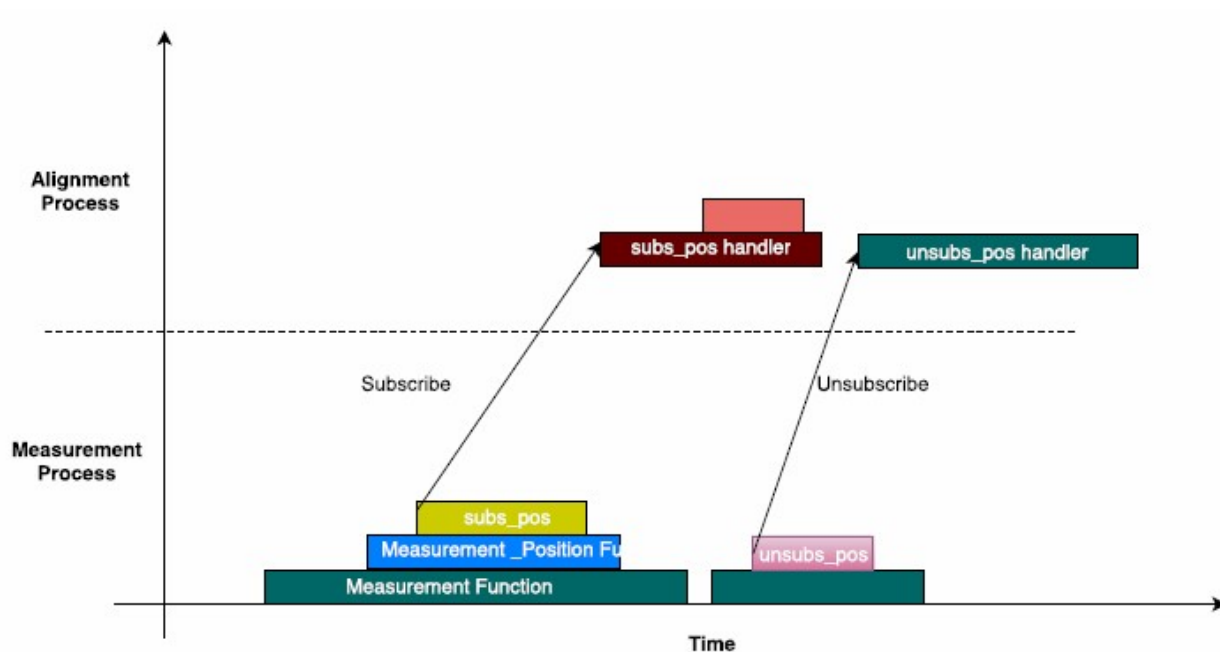 Alignment
Process
subs_pos handler
unsubs_pos handler
Subscribe
Unsubscribe
Measurement
Process
subs_pos
Measurement _Position Fu
unsubs_pos
Measurement Function
Time